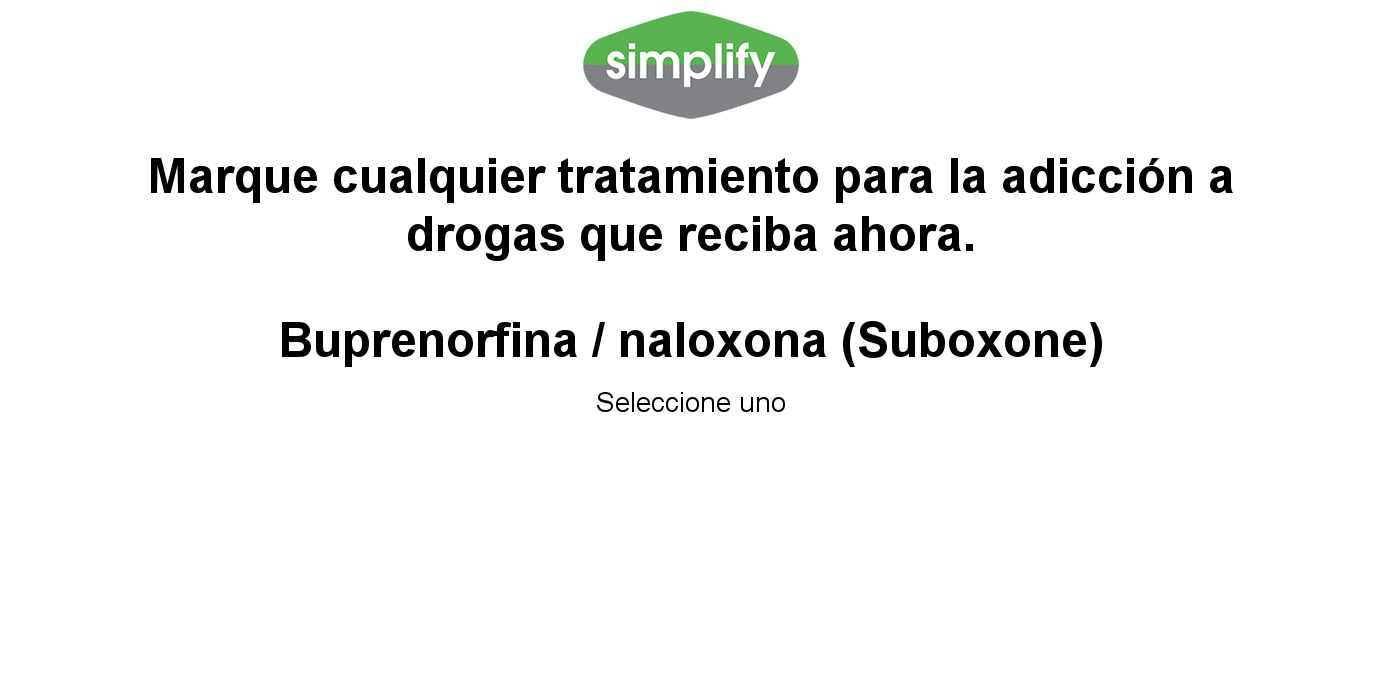 simplify
Marque cualquier tratamiento para la adicción a
drogas que reciba ahora.
Buprenorfina / naloxona (Suboxone)
Seleccione uno